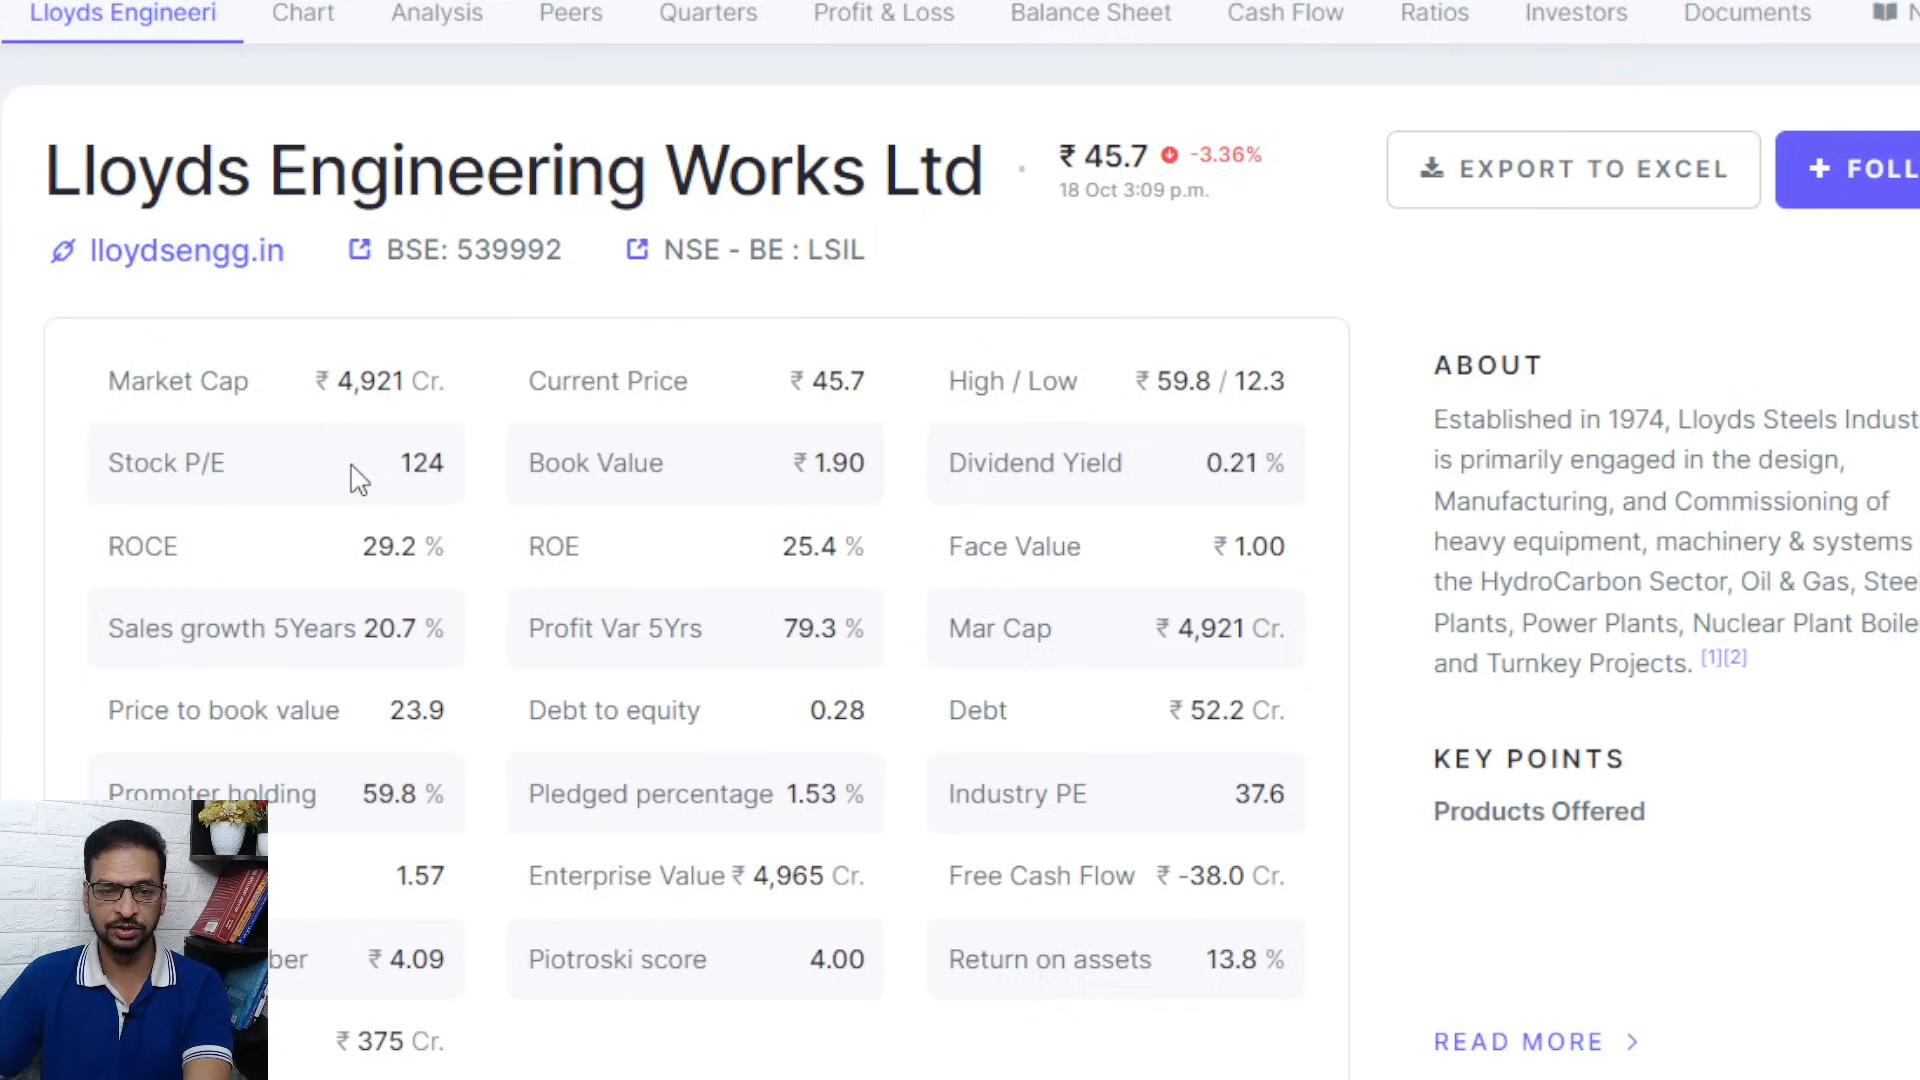 Lloyds Engineeri Chart Analysis Peers Quarters Profit & Loss Balance Sheet Cash Flow Ratios Investors Documents N
Lloyds Engineering Works Ltd
₹ 45.7 -3.36%
18 Oct 3:09 p.m.
EXPORT TO EXCEL
+ FOLL
lloydsengg.in BSE: 539992 NSE - BE : LSIL
Market Cap ₹ 4,921 Cr. Current Price ₹ 45.7 High / Low ₹ 59.8 / 12.3
Stock P/E 124 Book Value ₹ 1.90 Dividend Yield 0.21 %
ROCE 29.2 % ROE 25.4 % Face Value ₹ 1.00
Sales growth 5Years 20.7 % Profit Var 5Yrs 79.3 % Mar Cap ₹ 4,921 Cr.
Price to book value 23.9 Debt to equity 0.28 Debt ₹ 52.2 Cr.
Promoter holding 59.8 % Pledged percentage 1.53 % Industry PE 37.6
1.57 Enterprise Value ₹ 4,965 Cr. Free Cash Flow ₹ -38.0 Cr.
ber ₹ 4.09 Piotroski score 4.00 Return on assets 13.8 %
₹ 375 Cr.
ABOUT
Established in 1974, Lloyds Steels Indust
is primarily engaged in the design,
Manufacturing, and Commissioning of
heavy equipment, machinery & systems
the HydroCarbon Sector, Oil & Gas, Steel
Plants, Power Plants, Nuclear Plant Boile
and Turnkey Projects. [1][2]
KEY POINTS
Products Offered
READ MORE >